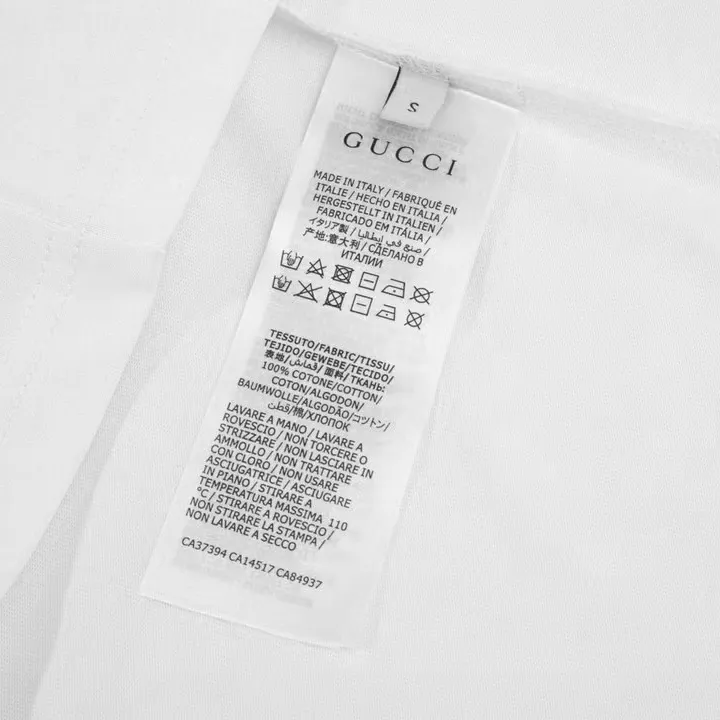 S
GUCCI
MADE IN ITALY / FABRIQUÉ EN
ITALIE / HECHO EN ITALIA /
HERGESTELLT IN ITALIEN /
FABRICADO EM ITÁLIA /
イタリア製 / صنع في إيطاليا /
产地:意大利 / СДЕЛАНО В
ИТАЛИИ
TESSUTO/FABRIC/TISSU/
TEJIDO/GEWEBE/TECIDO/
表地/قماش/面料/ТКАНЬ:
100% COTONE/COTTON/
COTON/ALGODON/
BAUMWOLLE/ALGODÃO/コットン/
قطن/棉/ХЛОПОК
LAVARE A MANO / LAVARE A
ROVESCIO / NON TORCERE O
STRIZZARE / NON LASCIARE IN
AMMOLLO / NON TRATTARE
CON CLORO / NON USARE
ASCIUGATRICE / ASCIUGARE
IN PIANO / STIRARE A
TEMPERATURA MASSIMA 110
°C / STIRARE A ROVESCIO /
NON STIRARE LA STAMPA /
NON LAVARE A SECCO
CA37394 CA14517 CA84937